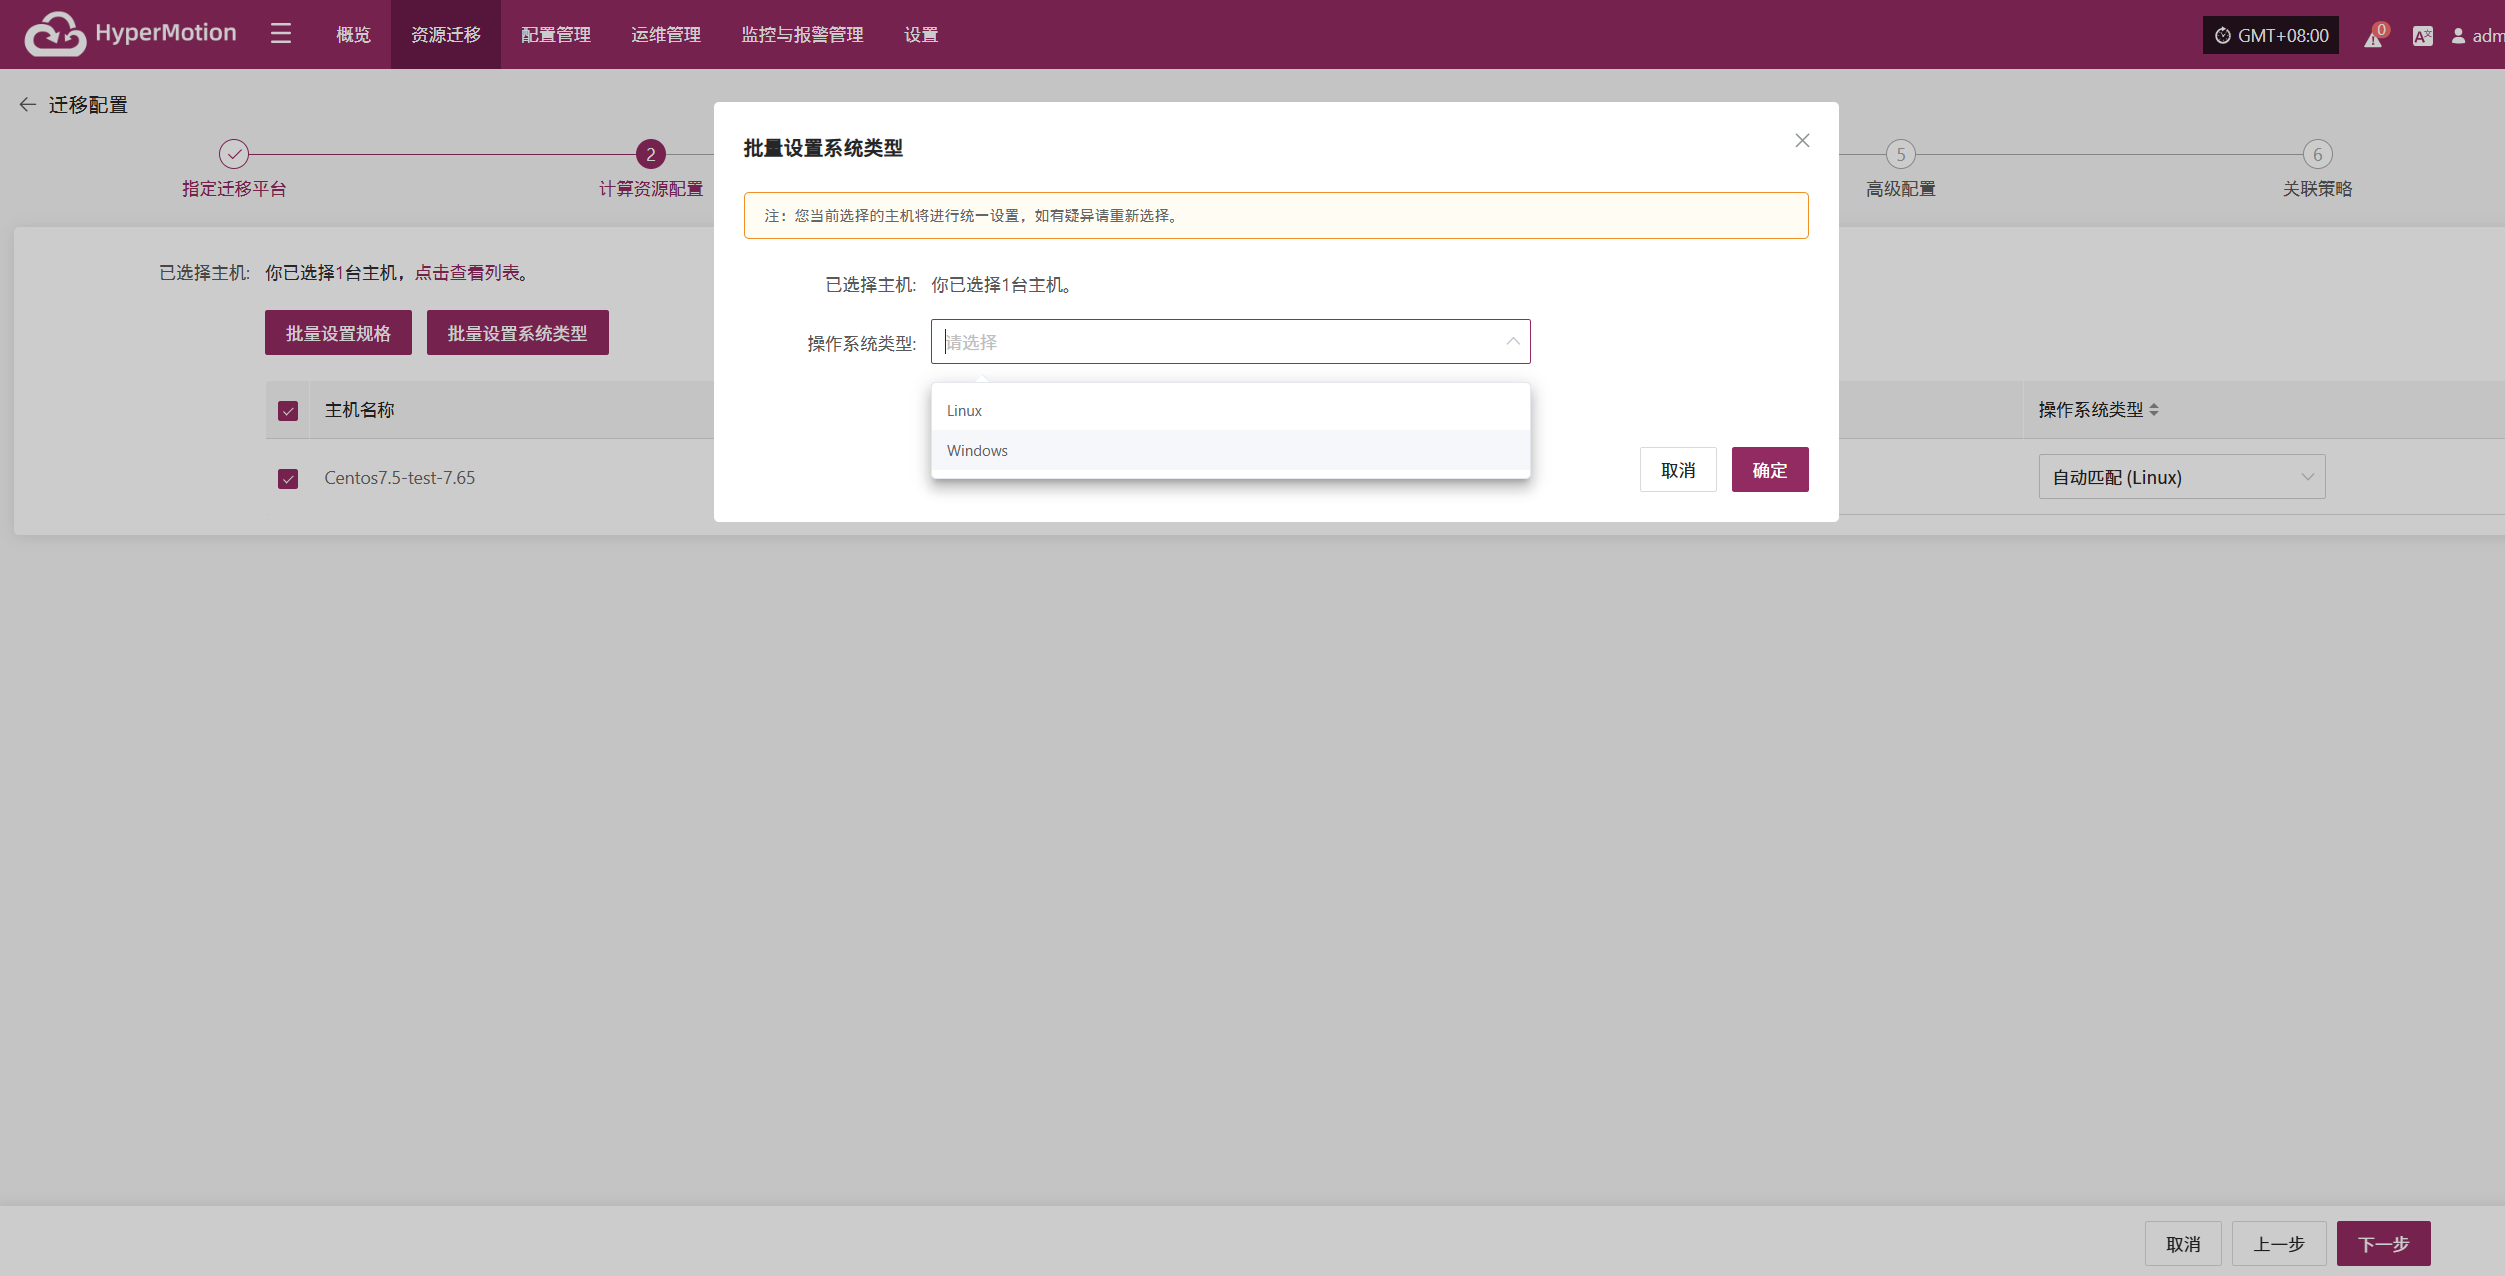 HyperMotion
概览
资源迁移
配置管理
运维管理
监控与报警管理
设置
GMT+08:00
0
A文
adm
迁移配置
指定迁移平台
2
计算资源配置
5
高级配置
6
关联策略
已选择主机: 你已选择1台主机，点击查看列表。
批量设置规格
批量设置系统类型
主机名称
操作系统类型
Centos7.5-test-7.65
自动匹配 (Linux)
批量设置系统类型
注：您当前选择的主机将进行统一设置，如有疑异请重新选择。
已选择主机: 你已选择1台主机。
操作系统类型: 请选择
Linux
Windows
取消
确定
取消
上一步
下一步